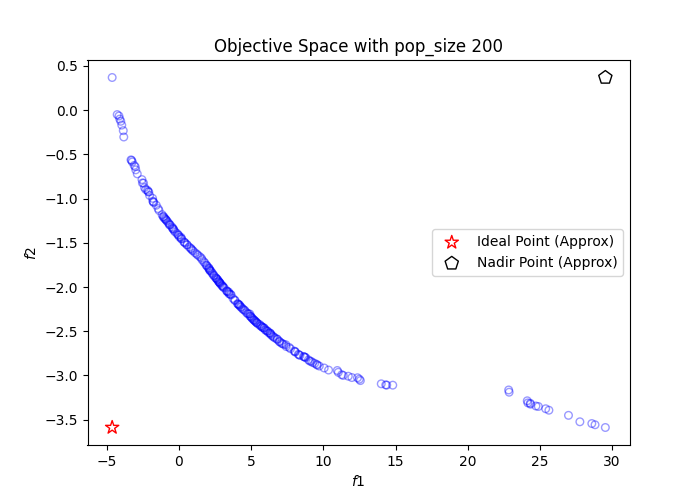 Objective Space with pop_size 200
0.5
0.0
−0.5
−1.0
−1.5
−2.0
−2.5
−3.0
−3.5
f2
Ideal Point (Approx)
Nadir Point (Approx)
−5 0 5 10 15 20 25 30
f1